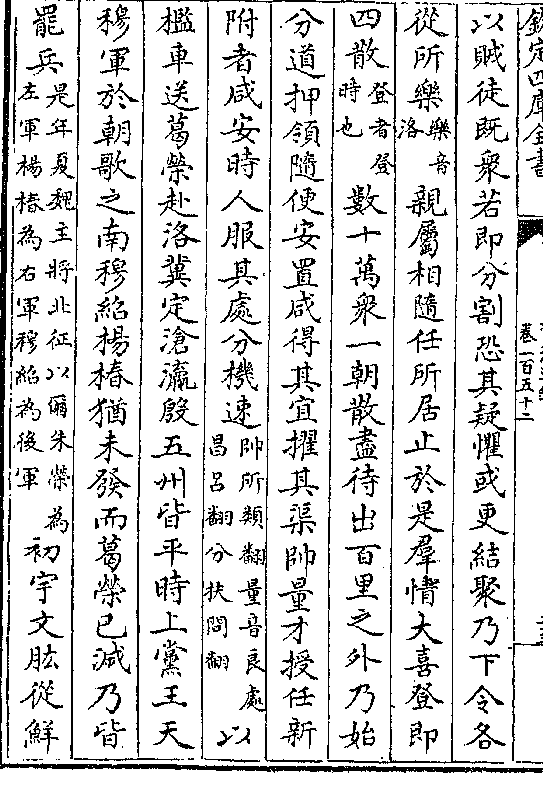 欽定四庫全書
卷一百五十二
以賊徒既衆若即分割恐其疑懼或更結聚乃下令各
從所樂樂音洛親屬相隨任所居止於是羣情大喜登即
四散登者登時也數十萬衆一朝散盡待出百里之外乃始
分道押領隨便安置咸得其宜擢其渠帥量才授任新
附者咸安時人服其處分機速帥所類翻量音良處昌呂翻分扶問翻以
檻車送葛榮赴洛冀定滄瀛殷五州皆平時上黨王天
穆軍於朝歌之南穆紹楊椿猶未發而葛榮已滅乃皆
罷兵是年夏魏主將北征以爾朱榮為左軍楊椿為右軍穆紹為後軍初宇文肱從鮮